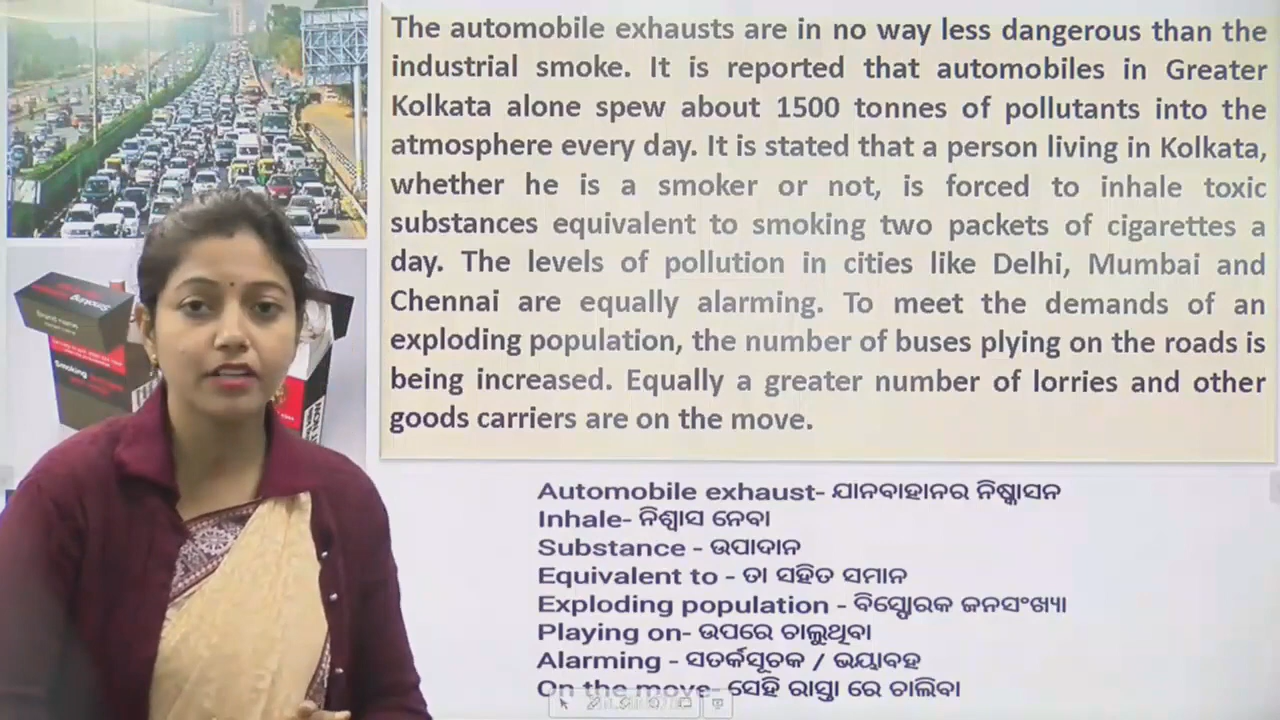 The automobile exhausts are in no way less dangerous than the
industrial smoke. It is reported that automobiles in Greater
Kolkata alone spew about 1500 tonnes of pollutants into the
atmosphere every day. It is stated that a person living in Kolkata,
whether he is a smoker or not, is forced to inhale toxic
substances equivalent to smoking two packets of cigarettes a
day. The levels of pollution in cities like Delhi, Mumbai and
Chennai are equally alarming. To meet the demands of an
exploding population, the number of buses plying on the roads is
being increased. Equally a greater number of lorries and other
goods carriers are on the move.
Smoking
Brand name
Smoking
Automobile exhaust- ଯାନବାହାନର ନିଷ୍କାସନ
Inhale- ନିଶ୍ୱାସ ନେବା
Substance - ଉପାଦାନ
Equivalent to - ତା ସହିତ ସମାନ
Exploding population - ବିସ୍ଫୋରକ ଜନସଂଖ୍ୟା
Playing on- ଉପରେ ଚାଲୁଥିବା
Alarming - ସତର୍କସୂଚକ / ଭୟାବହ
On the move- ସେହି ରାସ୍ତା ରେ ଚାଲିବା